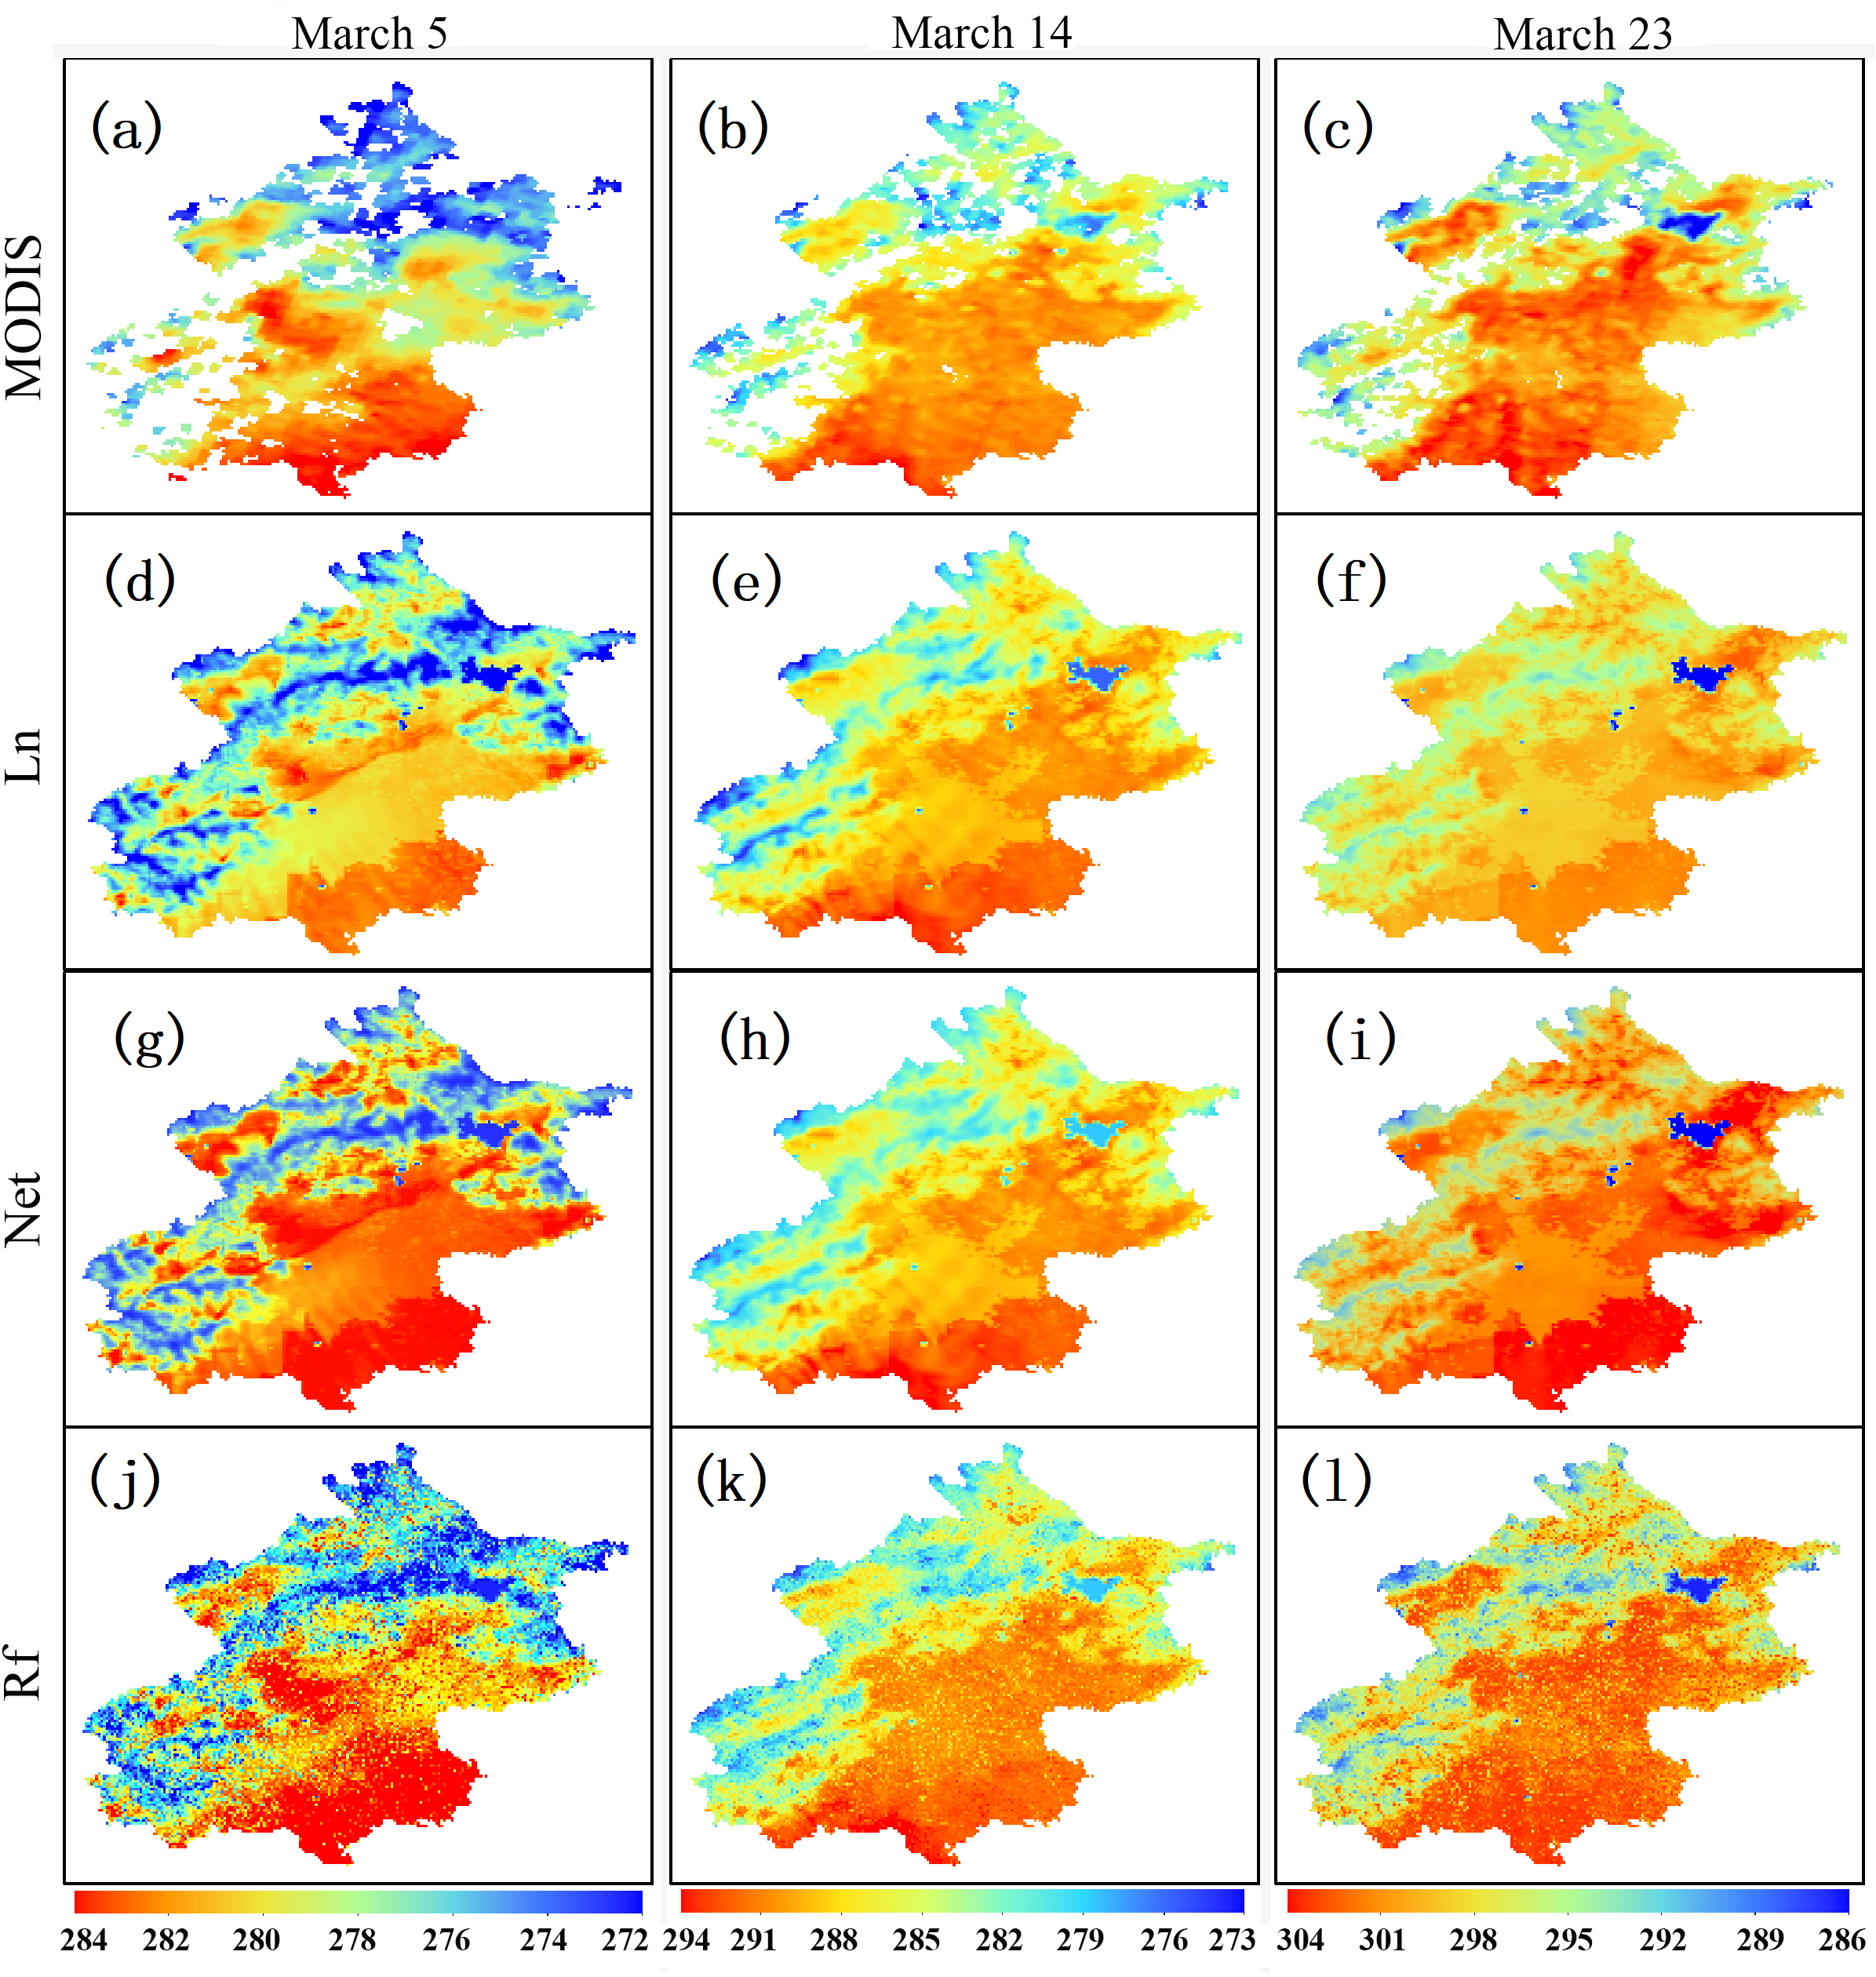 March 5 March 14 March 23
MODIS
(a) (b) (c)
Ln
(d) (e) (f)
Net
(g) (h) (i)
Rf
(j) (k) (l)
284 282 280 278 276 274 272
294 291 288 285 282 279 276 273
304 301 298 295 292 289 286